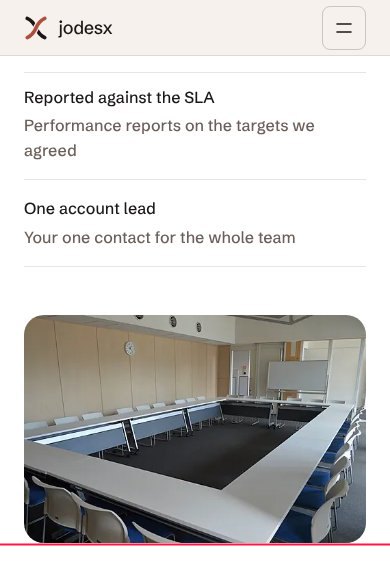 jodesx
Reported against the SLA
Performance reports on the targets we
agreed
One account lead
Your one contact for the whole team